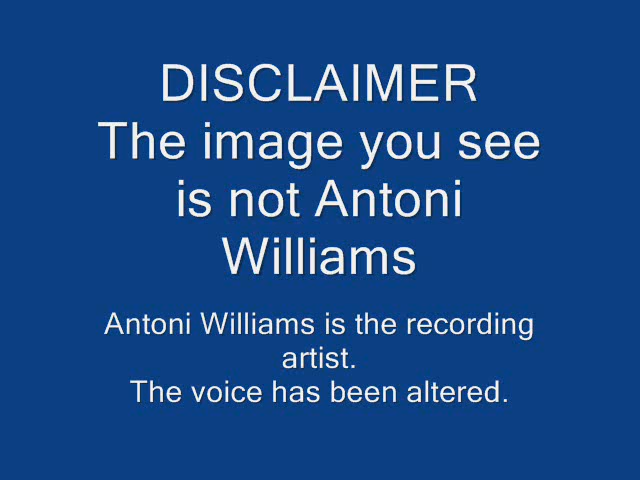 DISCLAIMER
The image you see
is not Antoni
Williams
Antoni Williams is the recording
artist.
The voice has been altered.